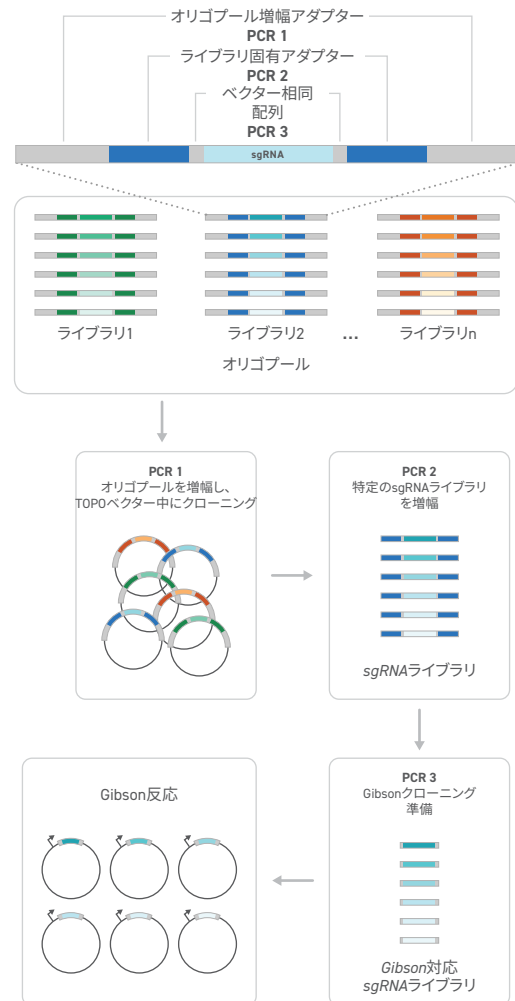 オリゴプール増幅アダプター
PCR 1
ライブラリ固有アダプター
PCR 2
ベクター相同
配列
PCR 3
sgRNA
ライブラリ1
ライブラリ2
...
ライブラリn
オリゴプール
PCR 1
オリゴプールを増幅し、
TOPOベクター中にクローニング
PCR 2
特定のsgRNAライブラリ
を増幅
sgRNAライブラリ
Gibson反応
PCR 3
Gibsonクローニング
準備
Gibson対応
sgRNAライブラリ